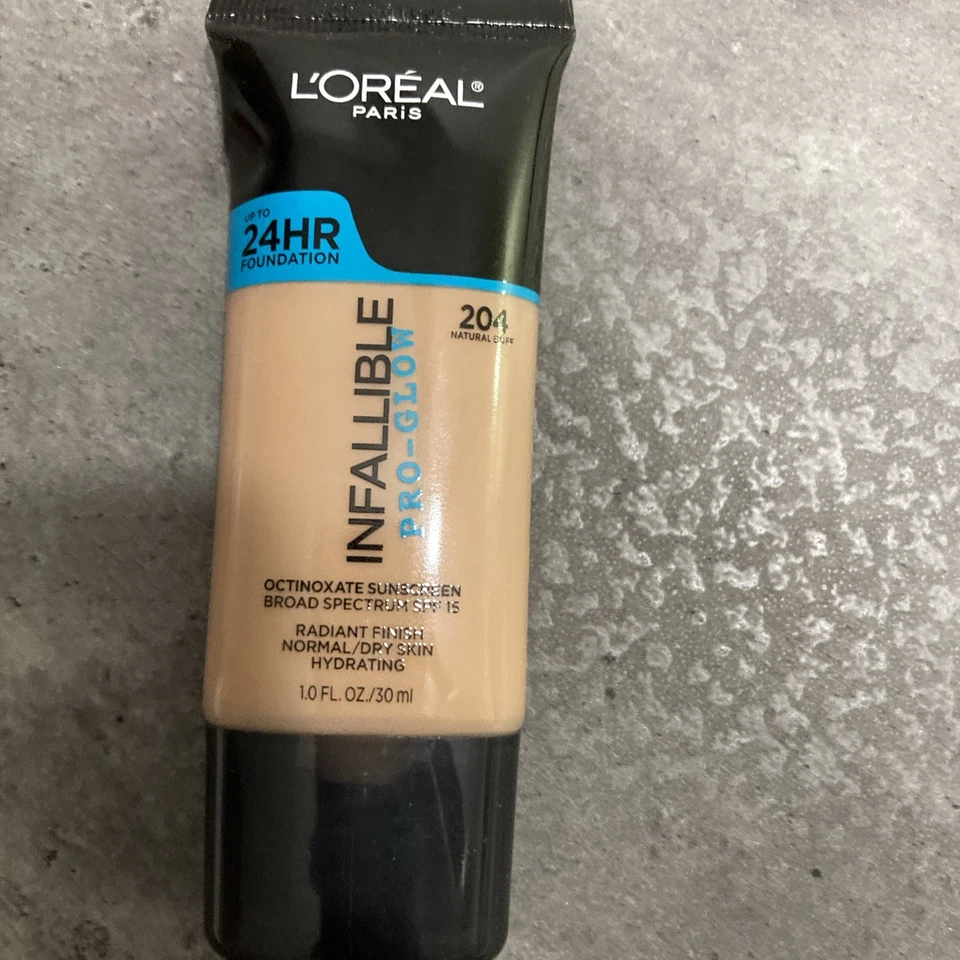 L'ORÉAL®
PARiS
UP TO
24HR
FOUNDATION
204
NATURAL BUFF
INFALLIBLE
PRO-GLOW
OCTINOXATE SUNSCREEN
BROAD SPECTRUM SPF 15
RADIANT FINISH
NORMAL/DRY SKIN
HYDRATING
1.0 FL. OZ./30 ml